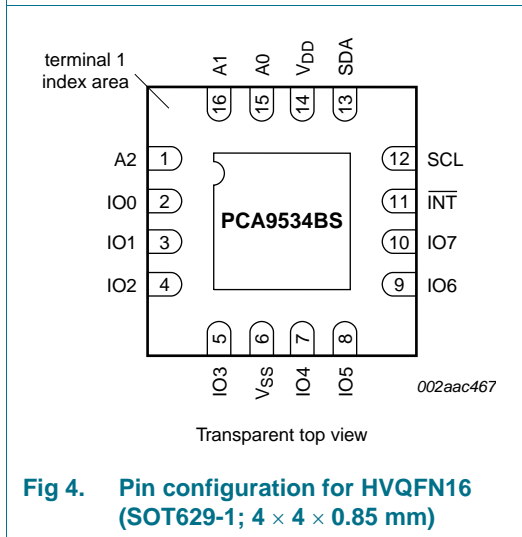 terminal 1
index area
A1
A0
VDD
SDA
16
15
14
13
A2 1
12 SCL
IO0 2
11 INT
PCA9534BS
IO1 3
10 IO7
IO2 4
9 IO6
5
6
7
8
IO3
VSS
IO4
IO5
002aac467
Transparent top view
Fig 4. Pin configuration for HVQFN16
(SOT629-1; 4 × 4 × 0.85 mm)